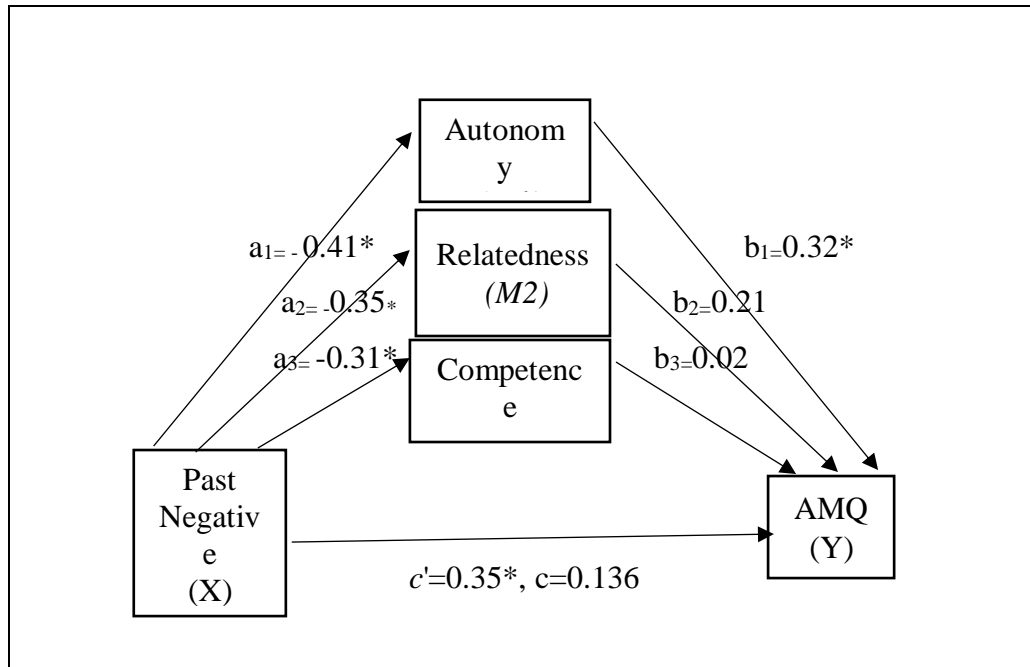 Autonom
y
a1= - 0.41*
Relatedness
(M2)
b1=0.32*
a2= -0.35*
b2=0.21
a3= -0.31*
Competenc
e
b3=0.02
Past
Negativ
e
(X)
AMQ
(Y)
c'=0.35*, c=0.136